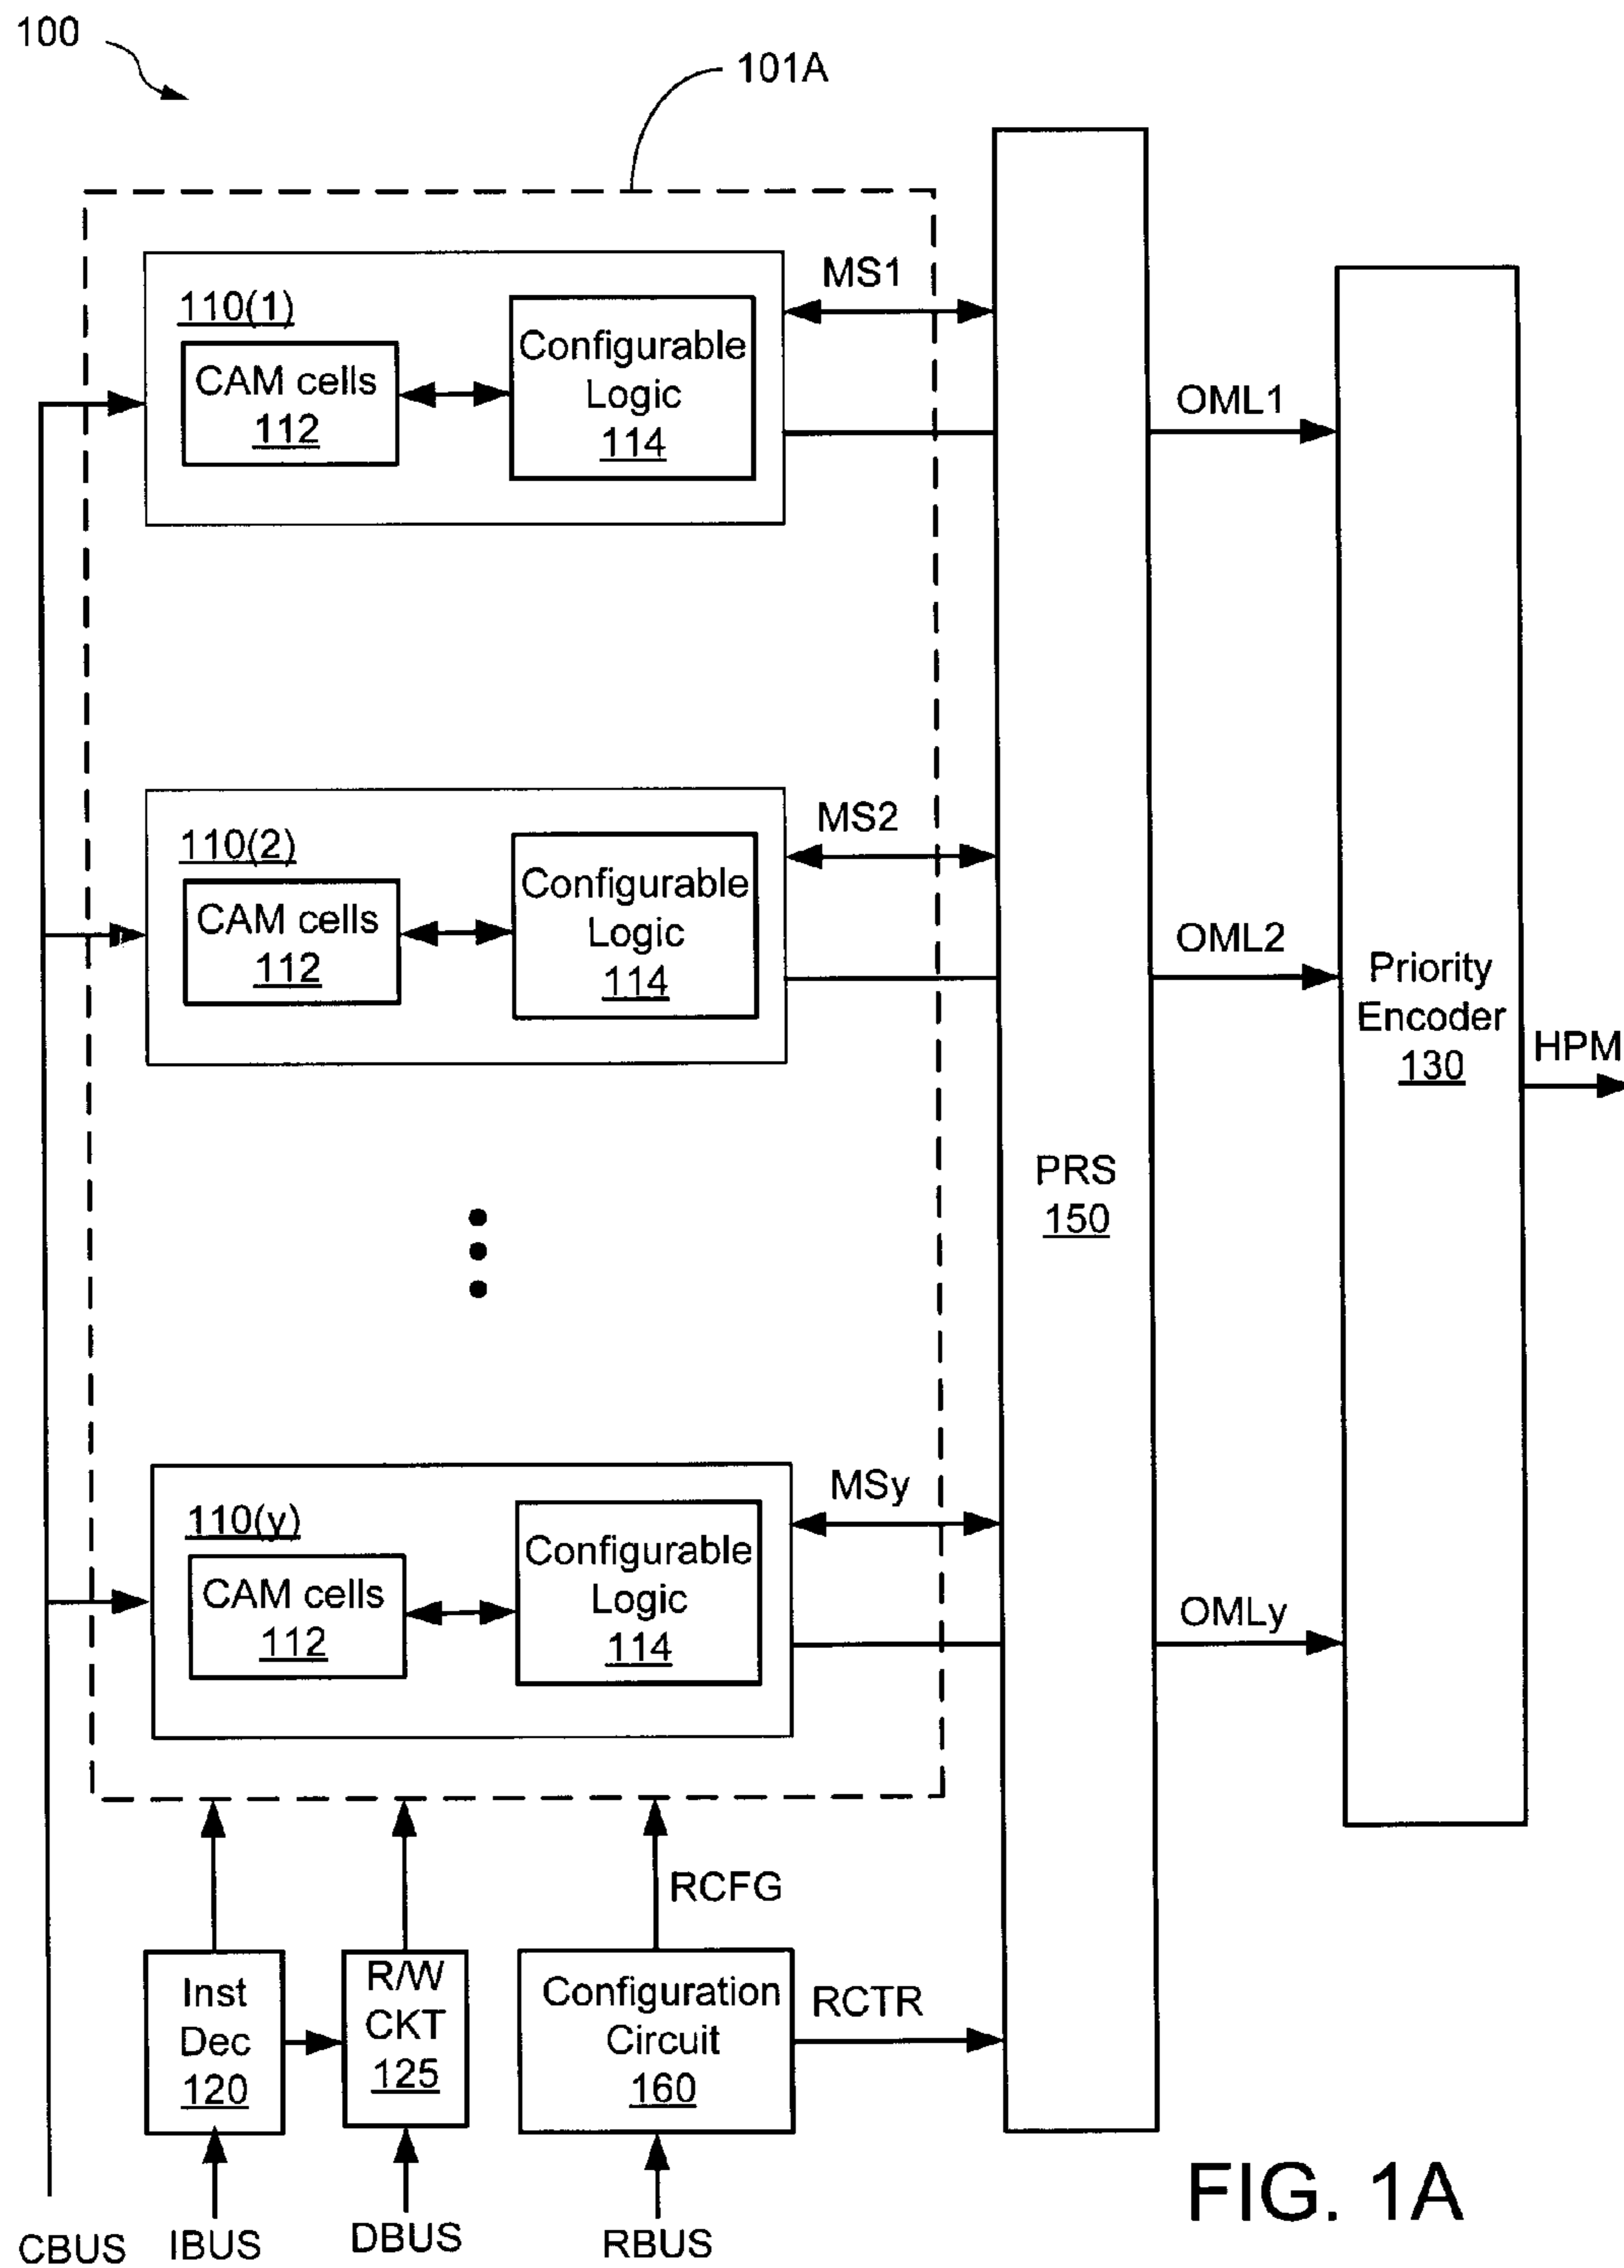 100
101A
110(1)
CAM cells
112
Configurable
Logic
114
MS1
OML1
110(2)
CAM cells
112
Configurable
Logic
114
MS2
OML2
Priority
Encoder
130
HPM
PRS
150
110(y)
CAM cells
112
Configurable
Logic
114
MSy
OMLy
RCFG
Inst
Dec
120
R/W
CKT
125
Configuration
Circuit
160
RCTR
CBUS
IBUS
DBUS
RBUS
FIG. 1A